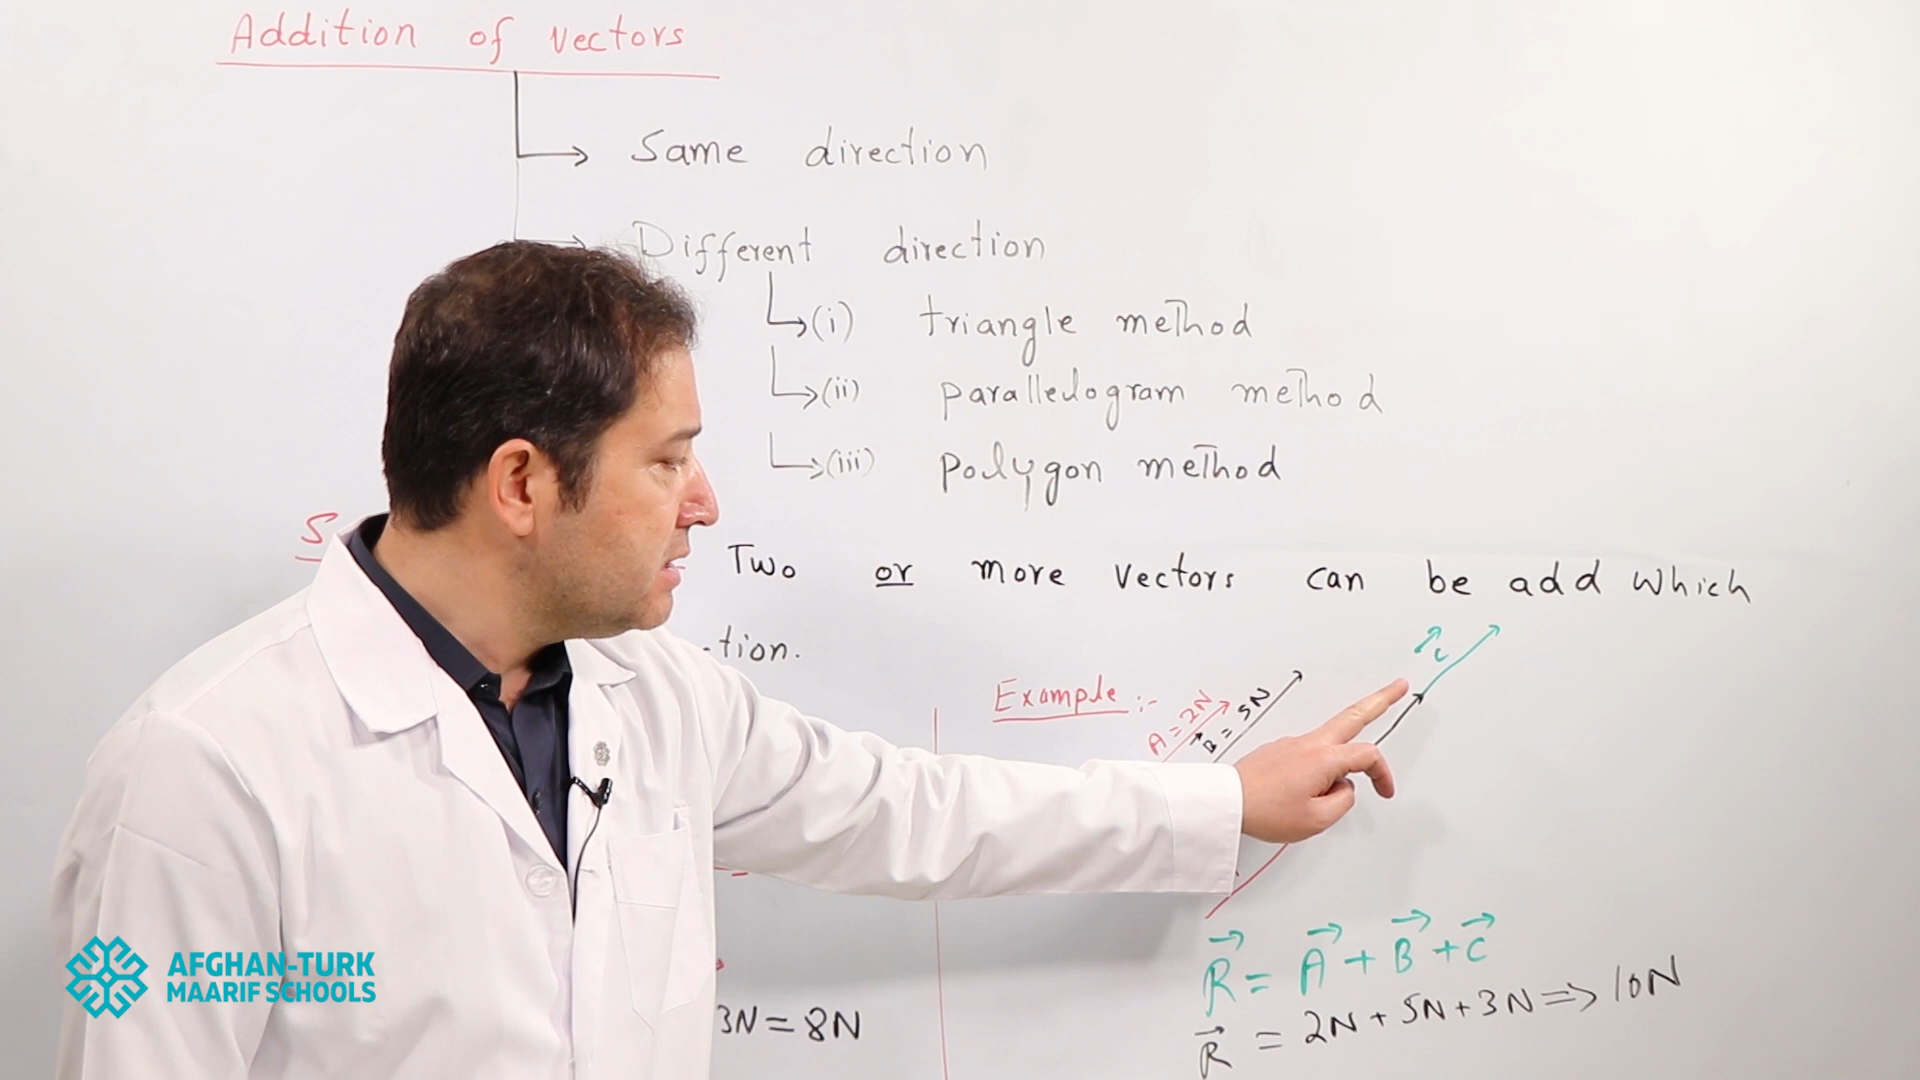 Addition of vectors
Same direction
Different direction
(i) triangle method
(ii) parallelogram method
(iii) polygon method
S
Two or more vectors can be add which
-tion.
Example :-
A = 2N
B = 5N
C
R = A + B + C
R = 2N + 5N + 3N => 10N
3N = 8N
AFGHAN-TURK
MAARIF SCHOOLS